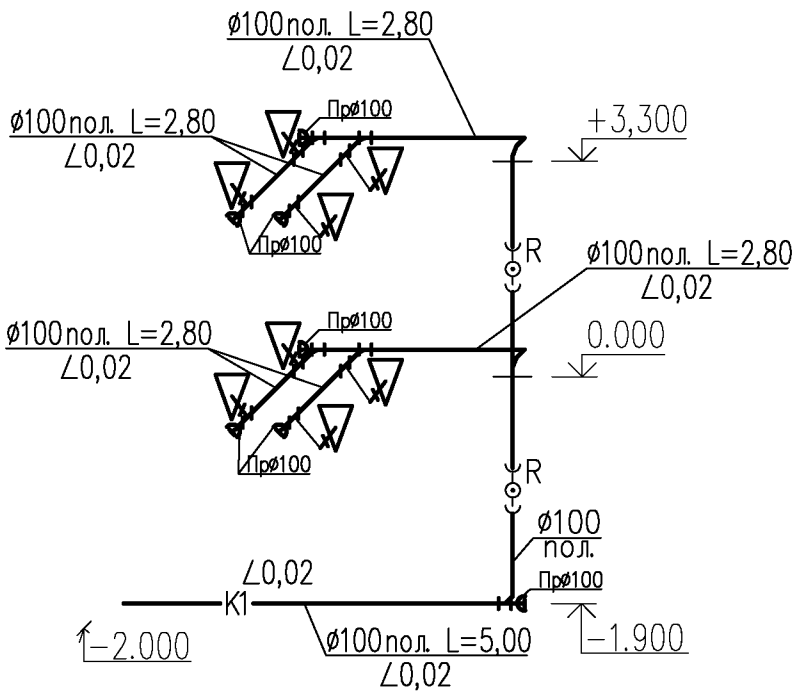 ø100пол. L=2,80
∠0,02
Прø100
ø100пол. L=2,80
∠0,02
+3,300
Прø100
R
ø100пол. L=2,80
∠0,02
Прø100
0.000
ø100пол. L=2,80
∠0,02
Прø100
R
ø100
пол.
∠0,02
Прø100
К1
ø100пол. L=5,00
∠0,02
-2.000
-1.900